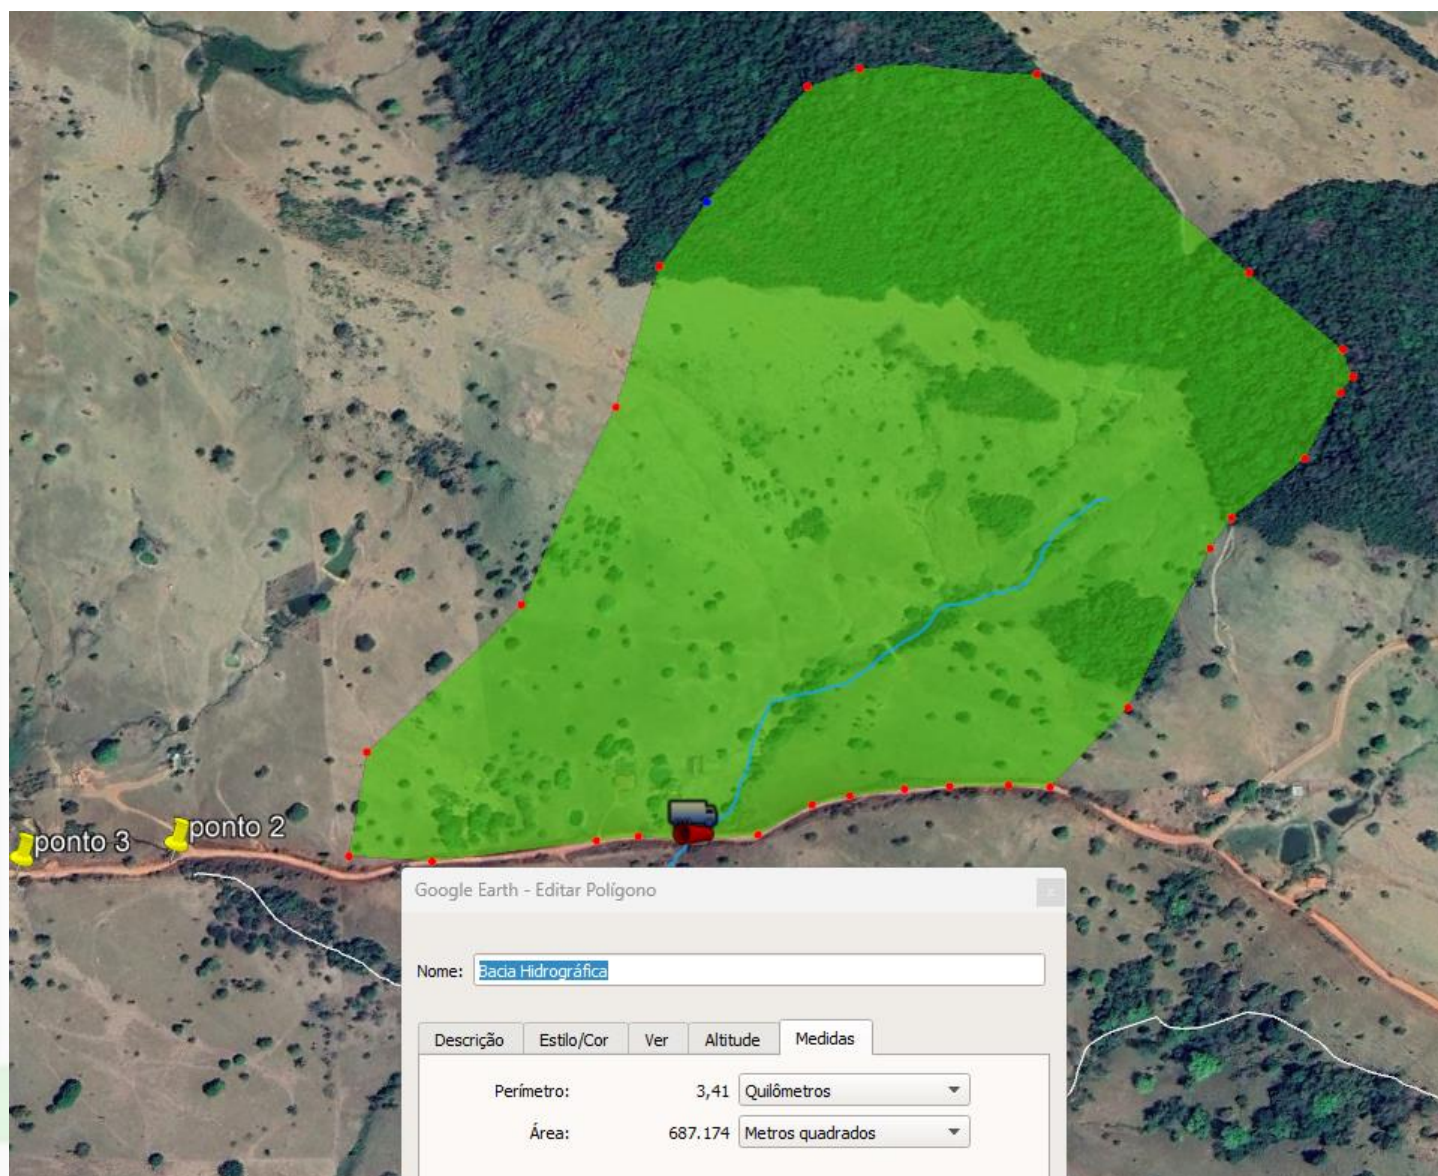 ponto 2
ponto 3
Google Earth - Editar Polígono
x
Nome: Bacia Hidrográfica
Descrição Estilo/Cor Ver Altitude Medidas
Perímetro: 3,41 Quilômetros
Área: 687.174 Metros quadrados